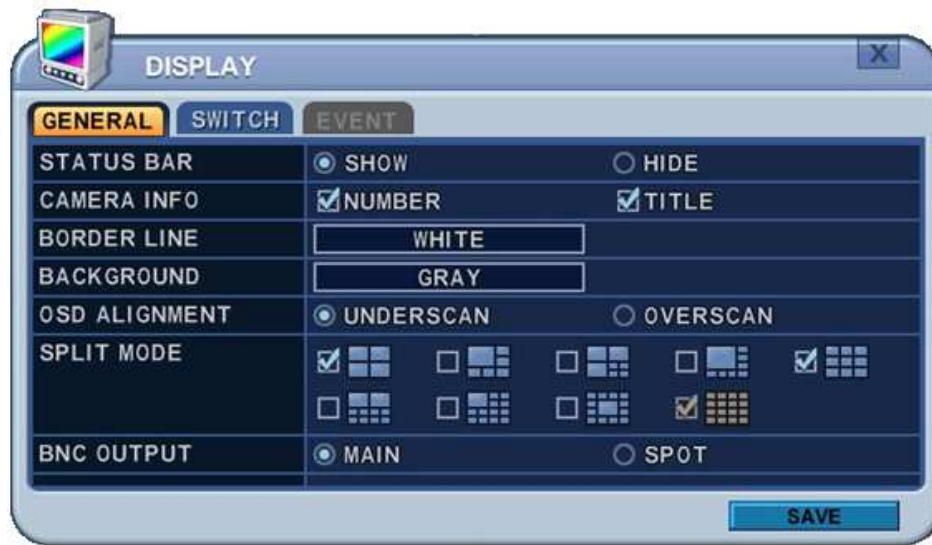 DISPLAY
X
GENERAL SWITCH EVENT
STATUS BAR SHOW HIDE
CAMERA INFO NUMBER TITLE
BORDER LINE WHITE
BACKGROUND GRAY
OSD ALIGNMENT UNDERSCAN OVERSCAN
SPLIT MODE
BNC OUTPUT MAIN SPOT
SAVE